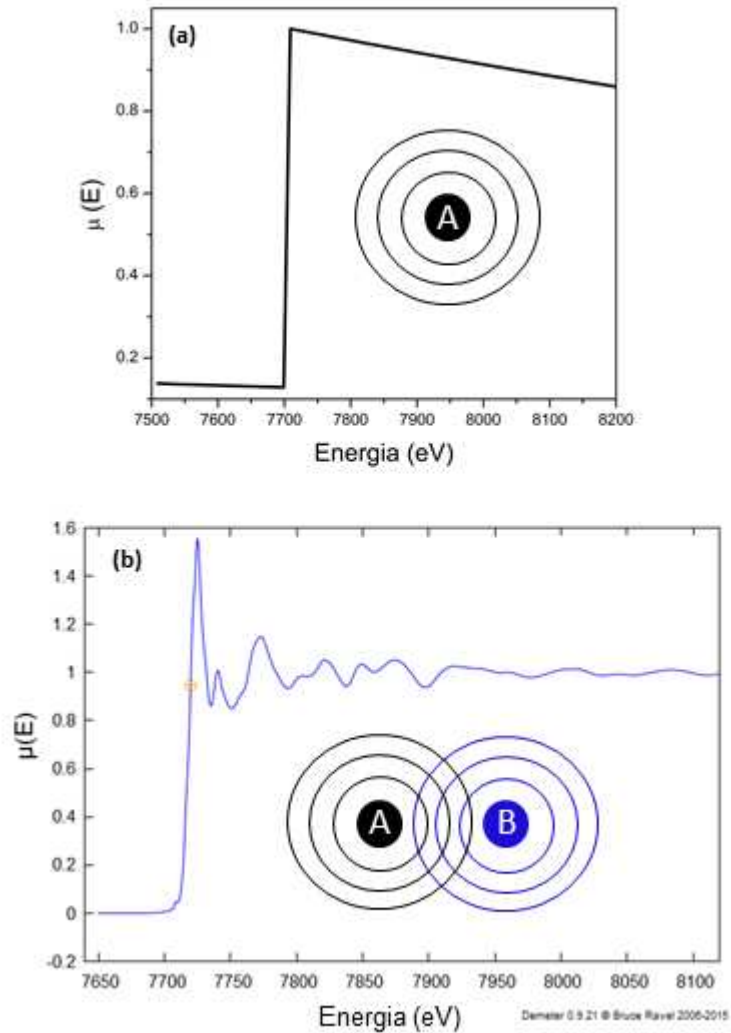 (a)
μ (E)
1.0
0.8
0.6
0.4
0.2
A
7500 7600 7700 7800 7900 8000 8100 8200
Energia (eV)
(b)
μ(E)
1.6
1.4
1.2
1
0.8
0.6
0.4
0.2
0
-0.2
A B
7650 7700 7750 7800 7850 7900 7950 8000 8050 8100
Energia (eV)
Demeter 0.9.21 © Bruce Ravel 2006-2015